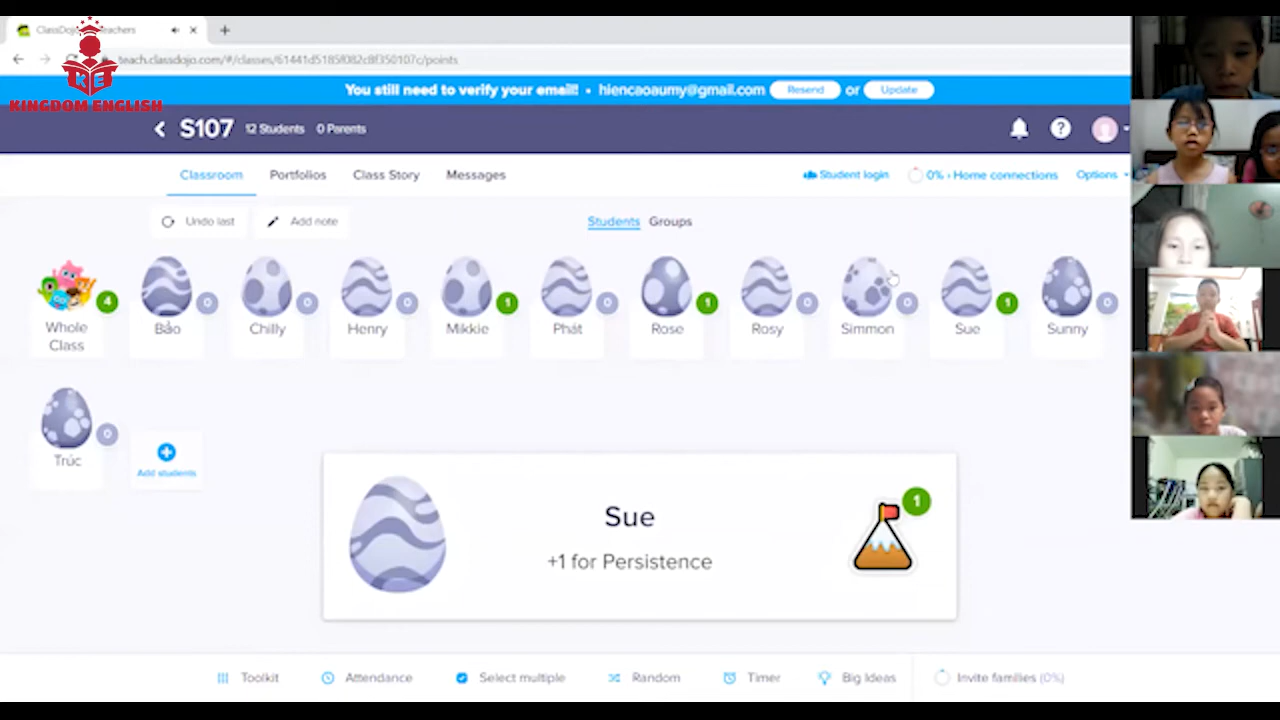 ClassDojo
teachers
teach.classdojo.com/#/classes/61441d5185f082c8f350107c/points
KE
KINGDOM ENGLISH
You still need to verify your email! • hiencaoaumy@gmail.com Resend or Update
S107 12 Students 0 Parents
Classroom Portfolios Class Story Messages Student login 0% › Home connections Options
Undo last Add note Students Groups
4 0 0 0 1 0 1 0 0 1 0
Whole Class Bảo Chilly Henry Mikkie Phát Rose Rosy Simmon Sue Sunny
0
Trúc Add students
1
Sue
+1 for Persistence
Toolkit Attendance Select multiple Random Timer Big Ideas Invite families (0%)